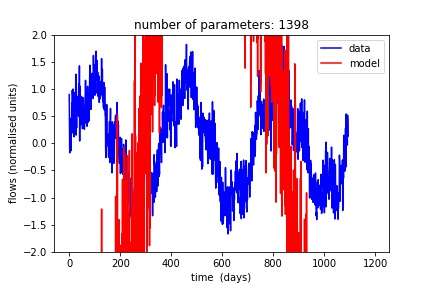 number of parameters: 1398
2.0
1.5
1.0
0.5
0.0
−0.5
−1.0
−1.5
−2.0
flows (normalised units)
data
model
0 200 400 600 800 1000 1200
time (days)